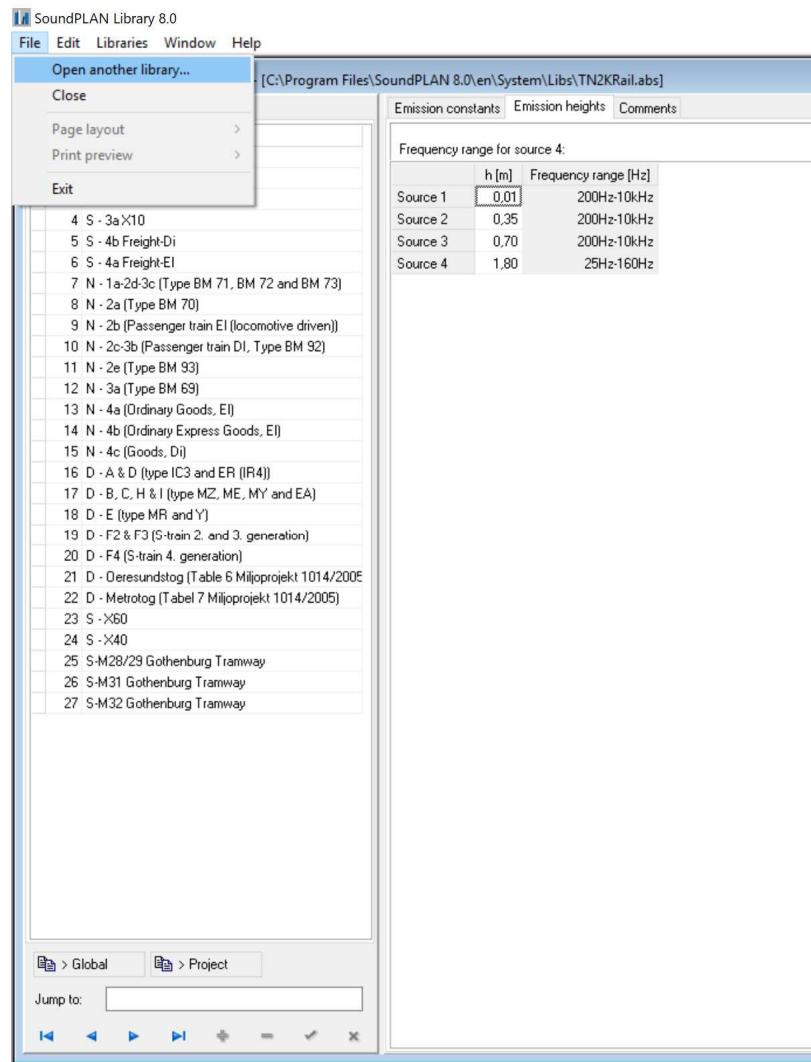 SoundPLAN Library 8.0
File Edit Libraries Window Help
Open another library...
Close
Page layout
Print preview
Exit
- [C:\Program Files\SoundPLAN 8.0\en\System\Libs\TN2KRail.abs]
4 S - 3a X10
5 S - 4b Freight-Di
6 S - 4a Freight-El
7 N - 1a-2d-3c (Type BM 71, BM 72 and BM 73)
8 N - 2a (Type BM 70)
9 N - 2b (Passenger train El (locomotive driven))
10 N - 2c-3b (Passenger train DI, Type BM 92)
11 N - 2e (Type BM 93)
12 N - 3a (Type BM 69)
13 N - 4a (Ordinary Goods, El)
14 N - 4b (Ordinary Express Goods, El)
15 N - 4c (Goods, Di)
16 D - A & D (type IC3 and ER (IR4))
17 D - B, C, H & I (type MZ, ME, MY and EA)
18 D - E (type MR and Y)
19 D - F2 & F3 (S-train 2. and 3. generation)
20 D - F4 (S-train 4. generation)
21 D - Oeresundstog (Table 6 Miljoprojekt 1014/2005
22 D - Metrotog (Tabel 7 Miljoprojekt 1014/2005)
23 S - X60
24 S - X40
25 S-M28/29 Gothenburg Tramway
26 S-M31 Gothenburg Tramway
27 S-M32 Gothenburg Tramway
> Global > Project
Jump to:
Emission constants Emission heights Comments
Frequency range for source 4:
h [m] Frequency range [Hz]
Source 1 0,01 200Hz-10kHz
Source 2 0,35 200Hz-10kHz
Source 3 0,70 200Hz-10kHz
Source 4 1,80 25Hz-160Hz